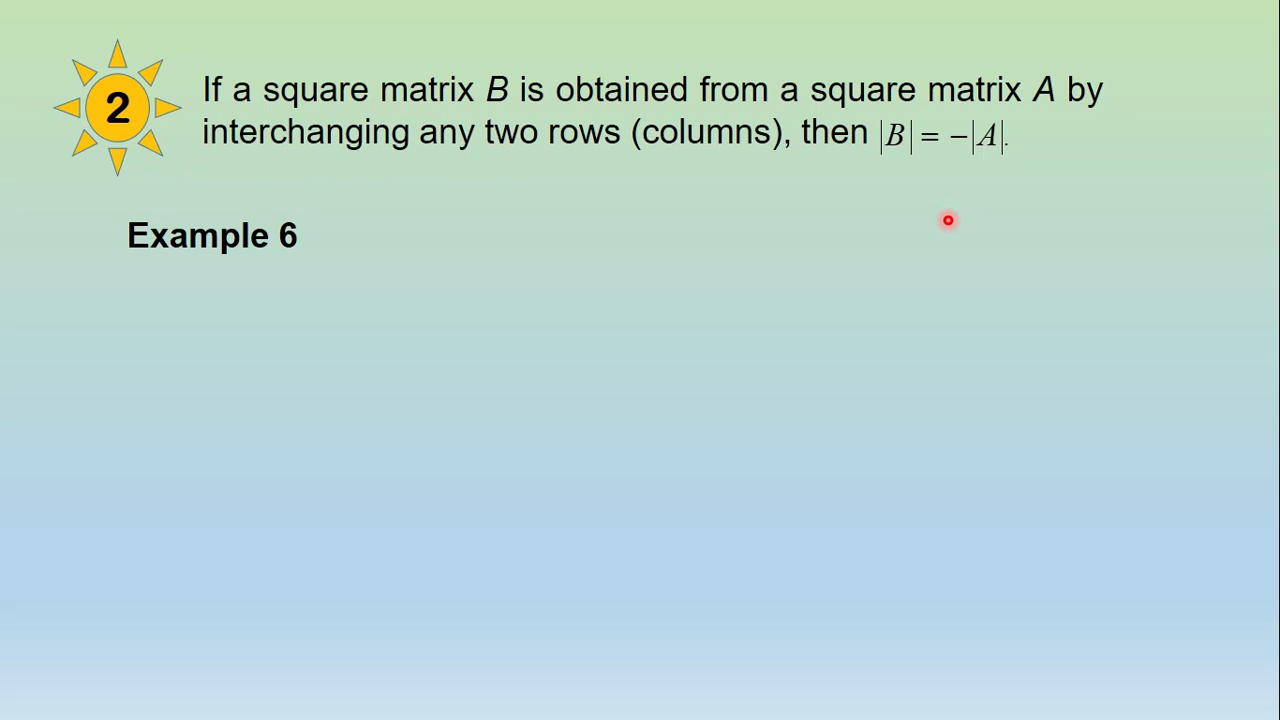 2
If a square matrix B is obtained from a square matrix A by
interchanging any two rows (columns), then |B| = −|A|.
Example 6